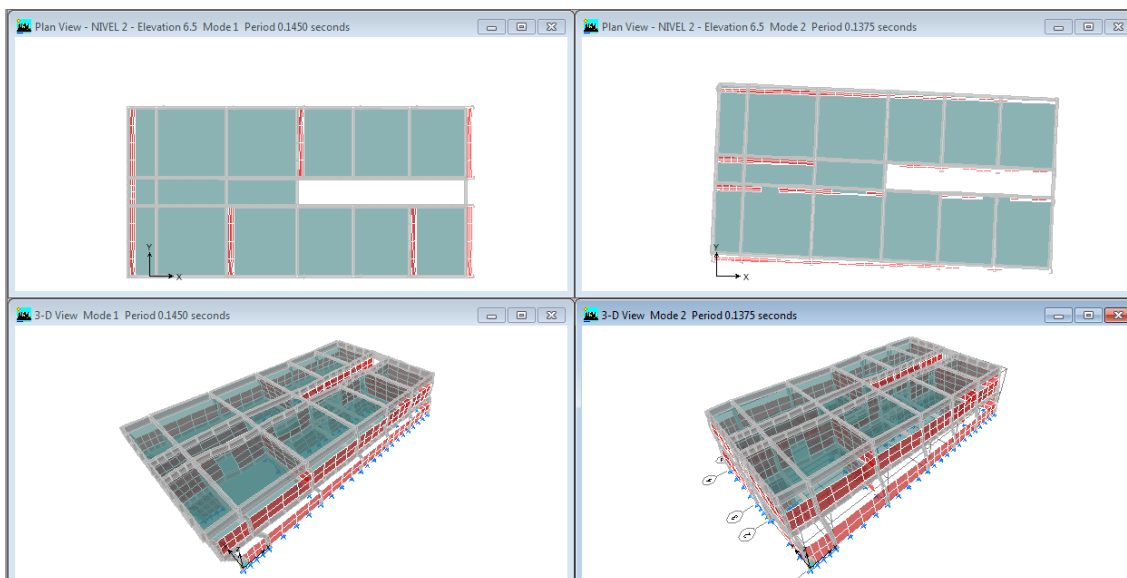 Plan View - NIVEL 2 - Elevation 6.5 Mode 1 Period 0.1450 seconds
Plan View - NIVEL 2 - Elevation 6.5 Mode 2 Period 0.1375 seconds
Y
X
Y
X
3-D View Mode 1 Period 0.1450 seconds
3-D View Mode 2 Period 0.1375 seconds